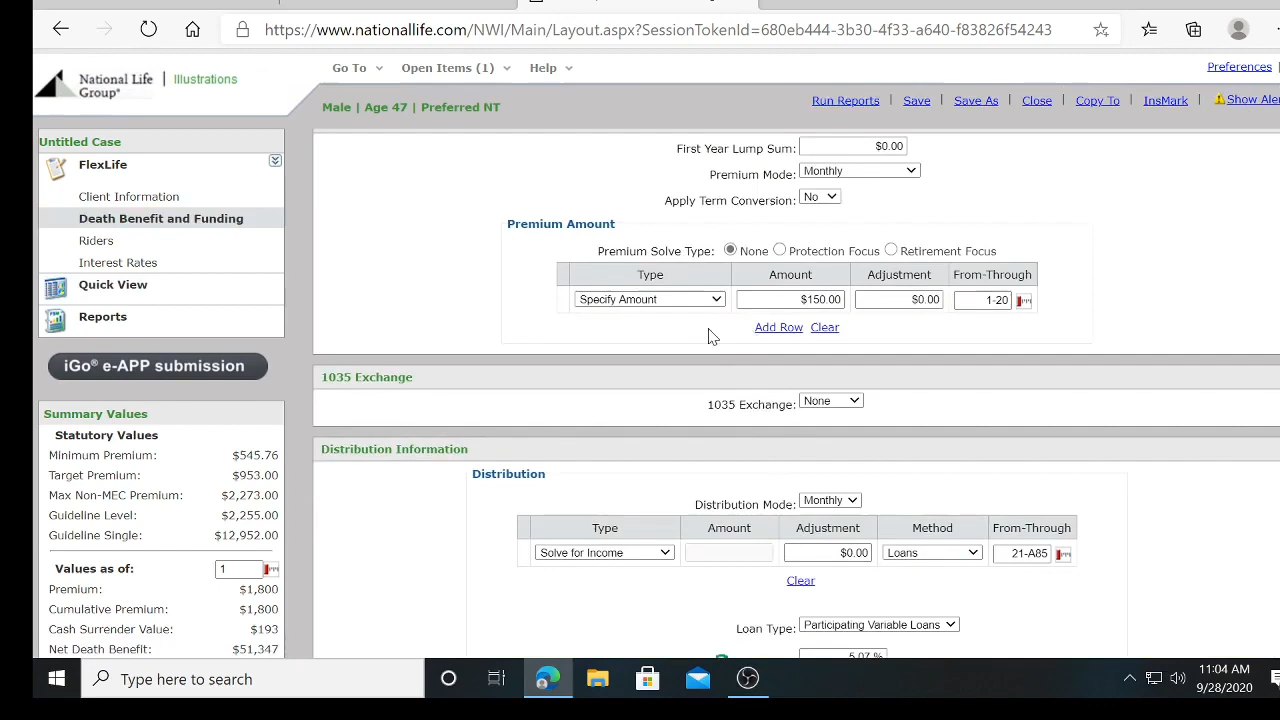 https://www.nationallife.com/NWI/Main/Layout.aspx?SessionTokenId=680eb444-3b30-4f33-a640-f83826f54243
National Life Group® | Illustrations
Go To Open Items (1) Help
Preferences
Male | Age 47 | Preferred NT
Run Reports | Save | Save As | Close | Copy To | InsMark | Show Aler
Untitled Case
FlexLife
Client Information
Death Benefit and Funding
Riders
Interest Rates
Quick View
Reports
iGo® e-APP submission
Summary Values
Statutory Values
Minimum Premium: $545.76
Target Premium: $953.00
Max Non-MEC Premium: $2,273.00
Guideline Level: $2,255.00
Guideline Single: $12,952.00
Values as of: 1
Premium: $1,800
Cumulative Premium: $1,800
Cash Surrender Value: $193
Net Death Benefit: $51,347
First Year Lump Sum: $0.00
Premium Mode: Monthly
Apply Term Conversion: No
Premium Amount
Premium Solve Type: None Protection Focus Retirement Focus
Type Amount Adjustment From-Through
Specify Amount $150.00 $0.00 1-20
Add Row Clear
1035 Exchange
1035 Exchange: None
Distribution Information
Distribution
Distribution Mode: Monthly
Type Amount Adjustment Method From-Through
Solve for Income $0.00 Loans 21-A85
Clear
Loan Type: Participating Variable Loans
5.07 %
Type here to search
11:04 AM
9/28/2020